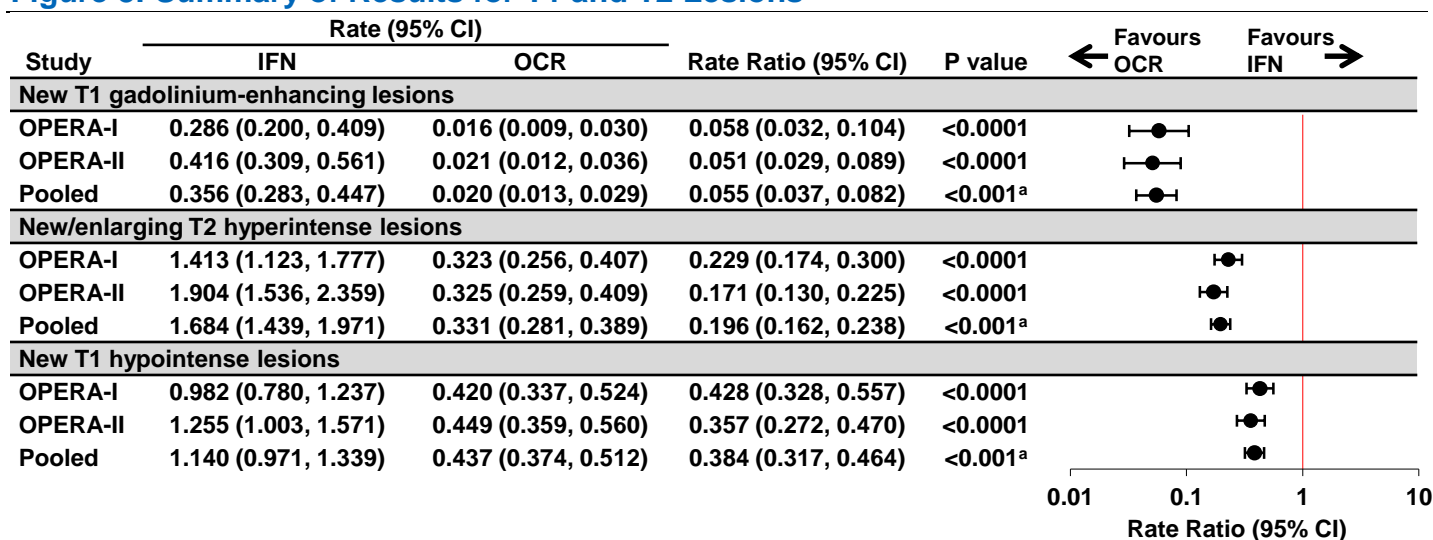 Figure 3: Summary of Results for T1 and T2 Lesions
Rate (95% CI)
Favours Favours
Study IFN OCR Rate Ratio (95% CI) P value OCR IFN
New T1 gadolinium-enhancing lesions
OPERA-I 0.286 (0.200, 0.409) 0.016 (0.009, 0.030) 0.058 (0.032, 0.104) <0.0001
OPERA-II 0.416 (0.309, 0.561) 0.021 (0.012, 0.036) 0.051 (0.029, 0.089) <0.0001
Pooled 0.356 (0.283, 0.447) 0.020 (0.013, 0.029) 0.055 (0.037, 0.082) <0.001ᵃ
New/enlarging T2 hyperintense lesions
OPERA-I 1.413 (1.123, 1.777) 0.323 (0.256, 0.407) 0.229 (0.174, 0.300) <0.0001
OPERA-II 1.904 (1.536, 2.359) 0.325 (0.259, 0.409) 0.171 (0.130, 0.225) <0.0001
Pooled 1.684 (1.439, 1.971) 0.331 (0.281, 0.389) 0.196 (0.162, 0.238) <0.001ᵃ
New T1 hypointense lesions
OPERA-I 0.982 (0.780, 1.237) 0.420 (0.337, 0.524) 0.428 (0.328, 0.557) <0.0001
OPERA-II 1.255 (1.003, 1.571) 0.449 (0.359, 0.560) 0.357 (0.272, 0.470) <0.0001
Pooled 1.140 (0.971, 1.339) 0.437 (0.374, 0.512) 0.384 (0.317, 0.464) <0.001ᵃ
0.01 0.1 1 10
Rate Ratio (95% CI)